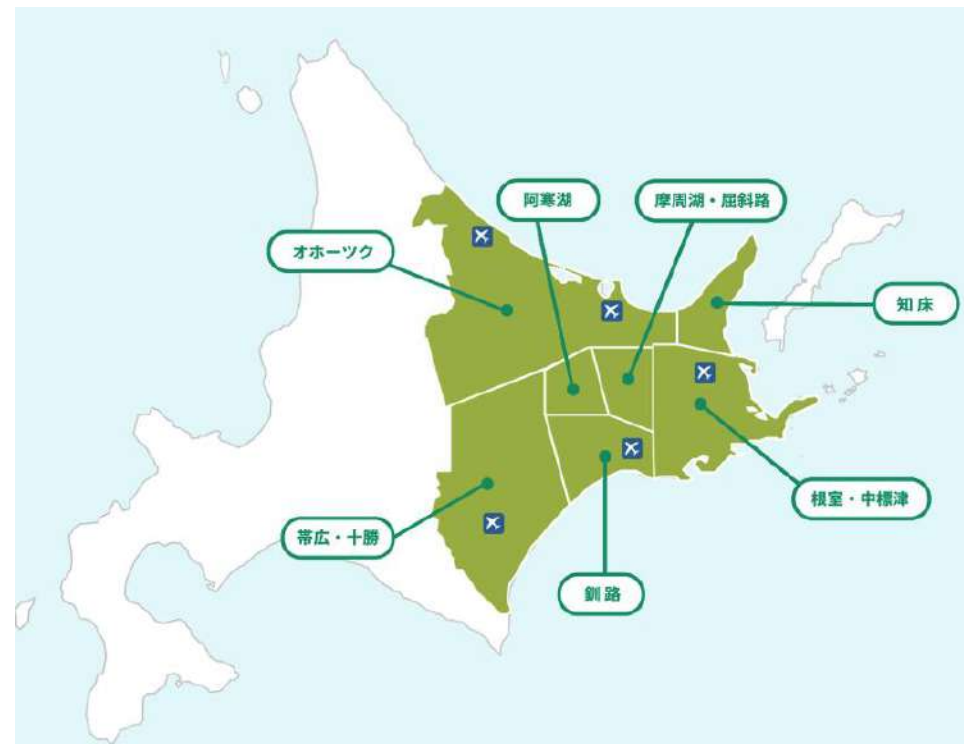 阿寒湖
摩周湖・屈斜路
オホーツク
知床
根室・中標津
帯広・十勝
釧路